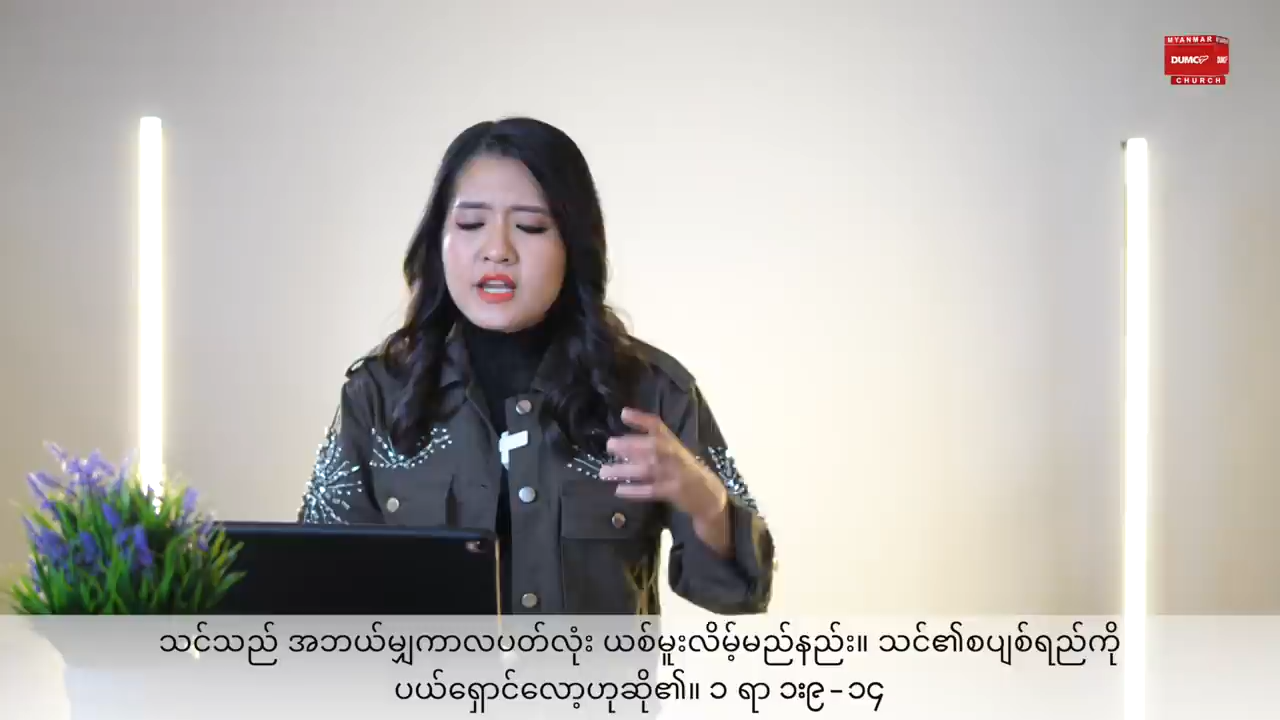 MYANMAR
DUMC
CHURCH
သင်သည် အဘယ်မျှကာလပတ်လုံး ယစ်မူးလိမ့်မည်နည်း။ သင်၏စပျစ်ရည်ကို
ပယ်ရှောင်လော့ဟုဆို၏။ ၁ ရာ ၁း၉-၁၄